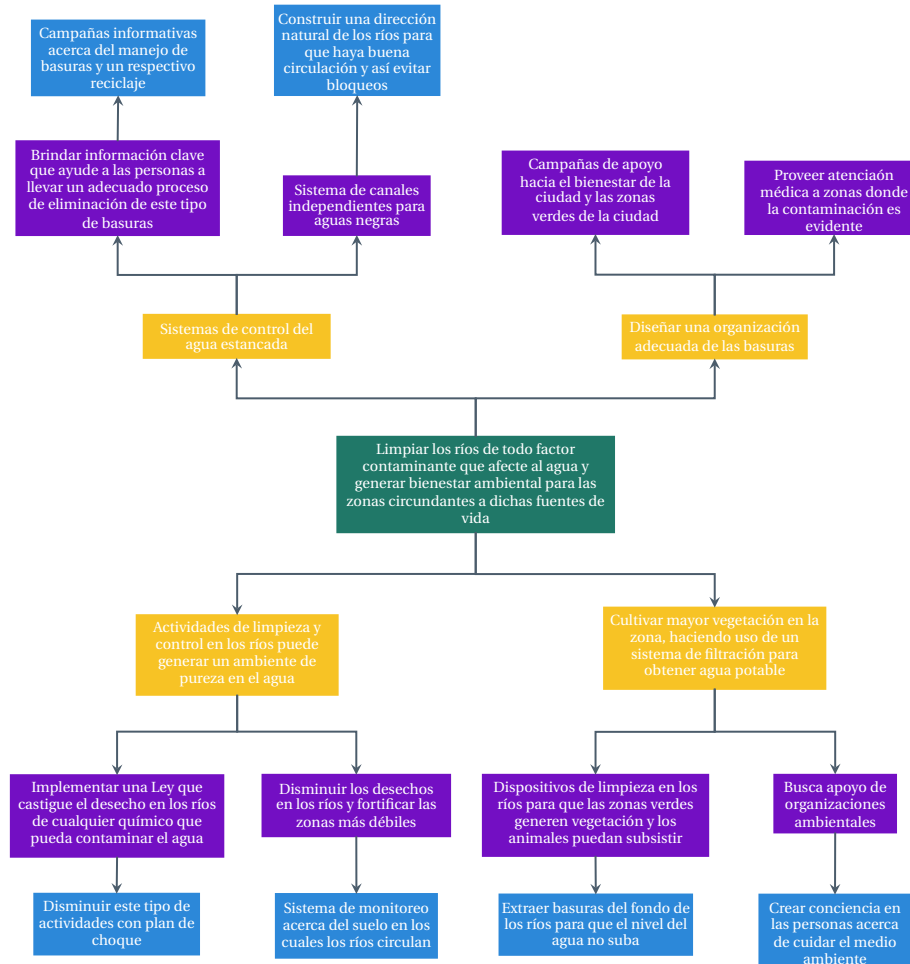 Campañas informativas
acerca del manejo de
basuras y un respectivo
reciclaje
Construir una dirección
natural de los ríos para
que haya buena
circulación y así evitar
bloqueos
Brindar información clave
que ayude a las personas a
llevar un adecuado proceso
de eliminación de este tipo
de basuras
Sistema de canales
independientes para
aguas negras
Campañas de apoyo
hacia el bienestar de la
ciudad y las zonas
verdes de la ciudad
Proveer atenciaón
médica a zonas donde
la contaminación es
evidente
Sistemas de control del
agua estancada
Diseñar una organización
adecuada de las basuras
Limpiar los ríos de todo factor
contaminante que afecte al agua y
generar bienestar ambiental para las
zonas circundantes a dichas fuentes de
vida
Actividades de limpieza y
control en los ríos puede
generar un ambiente de
pureza en el agua
Cultivar mayor vegetación en la
zona, haciendo uso de un
sistema de filtración para
obtener agua potable
Implementar una Ley que
castigue el desecho en los ríos
de cualquier químico que
pueda contaminar el agua
Disminuir los desechos
en los ríos y fortificar las
zonas más débiles
Dispositivos de limpieza en los
ríos para que las zonas verdes
generen vegetación y los
animales puedan subsistir
Busca apoyo de
organizaciones
ambientales
Disminuir este tipo de
actividades con plan de
choque
Sistema de monitoreo
acerca del suelo en los
cuales los ríos circulan
Extraer basuras del fondo de
los ríos para que el nivel del
agua no suba
Crear conciencia en
las personas acerca
de cuidar el medio
ambiente